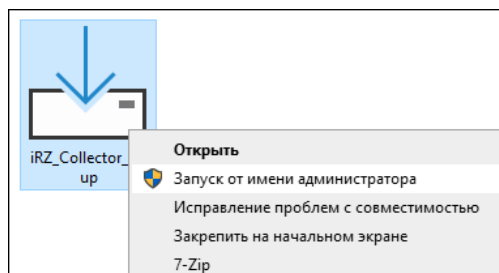 iRZ_Collector_
up
Открыть
Запуск от имени администратора
Исправление проблем с совместимостью
Закрепить на начальном экране
7-Zip